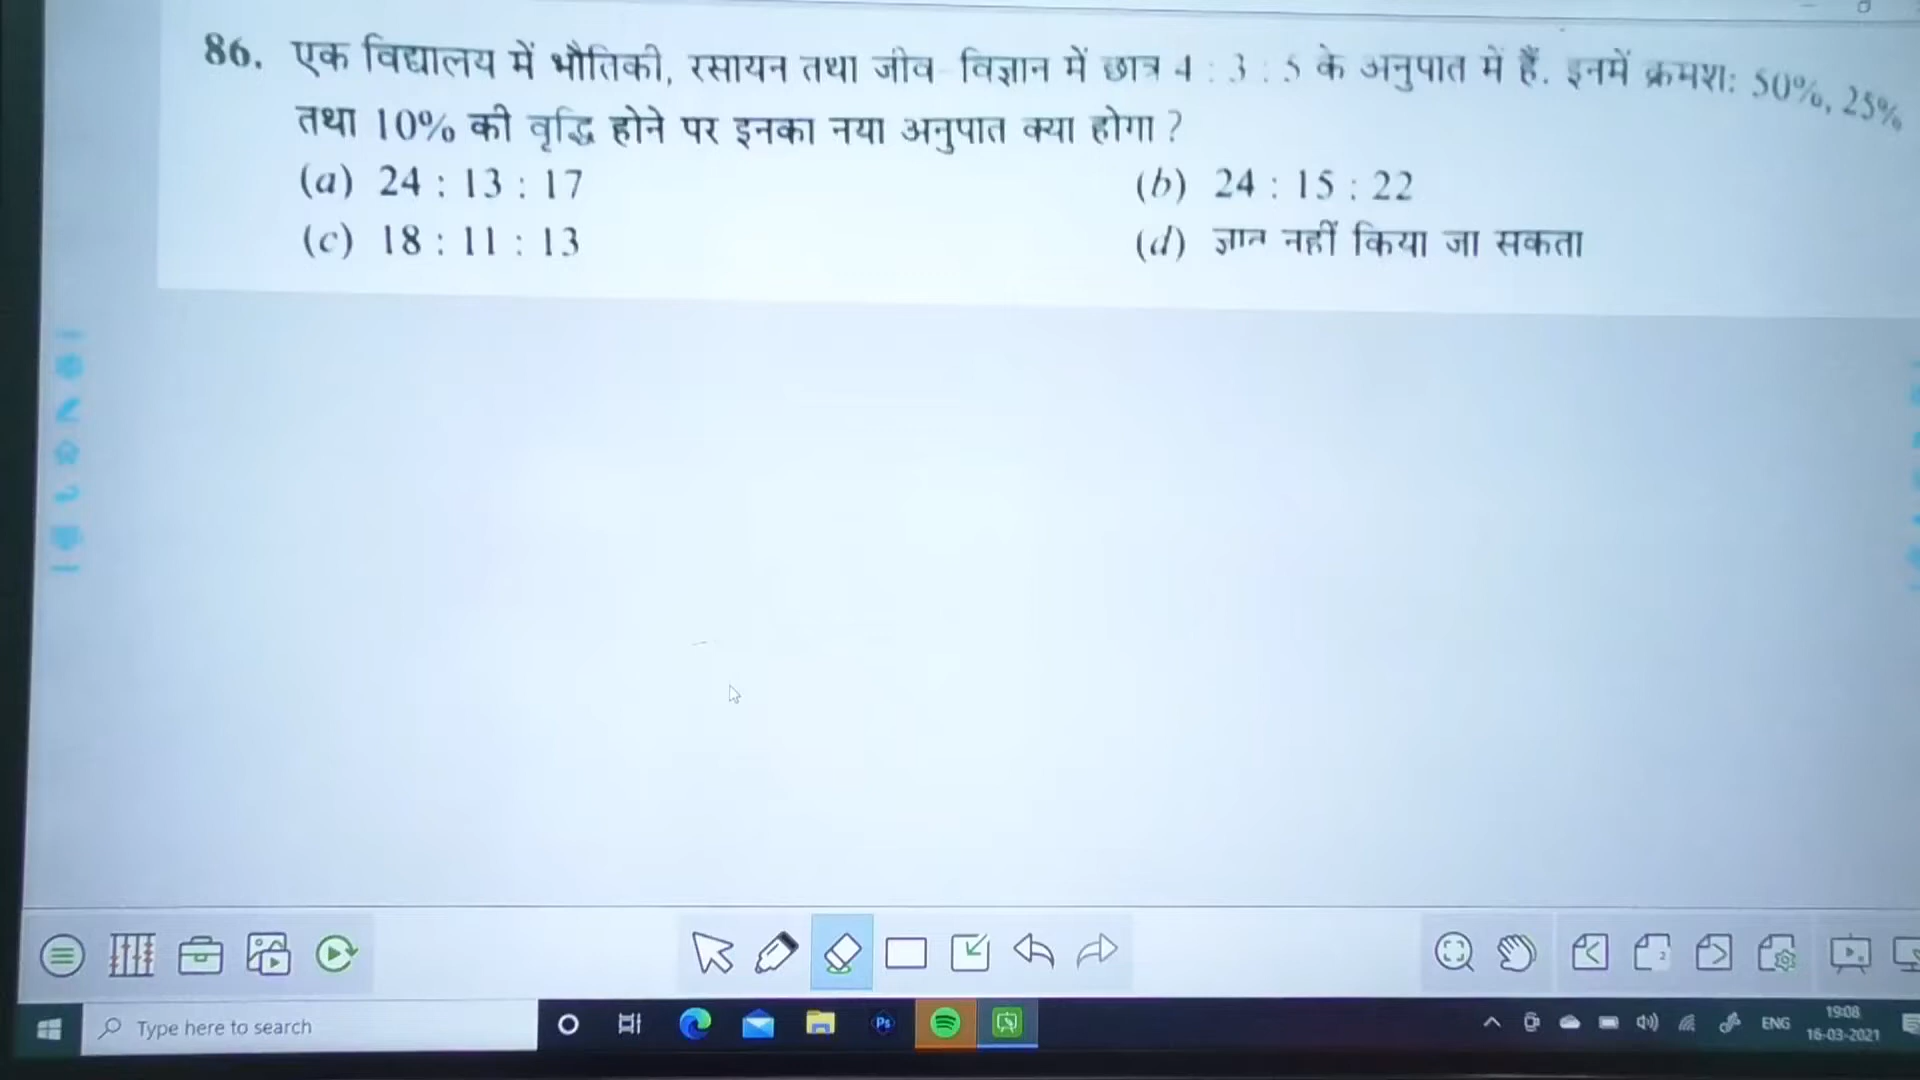 86. एक विद्यालय में भौतिकी, रसायन तथा जीव विज्ञान में छात्र 4 : 3 : 5 के अनुपात में हैं. इनमें क्रमश: 50%, 25%
तथा 10% की वृद्धि होने पर इनका नया अनुपात क्या होगा ?
(a) 24 : 13 : 17 (b) 24 : 15 : 22
(c) 18 : 11 : 13 (d) ज्ञात नहीं किया जा सकता
2
Type here to search
Ps
ENG
19:08
16-03-2021